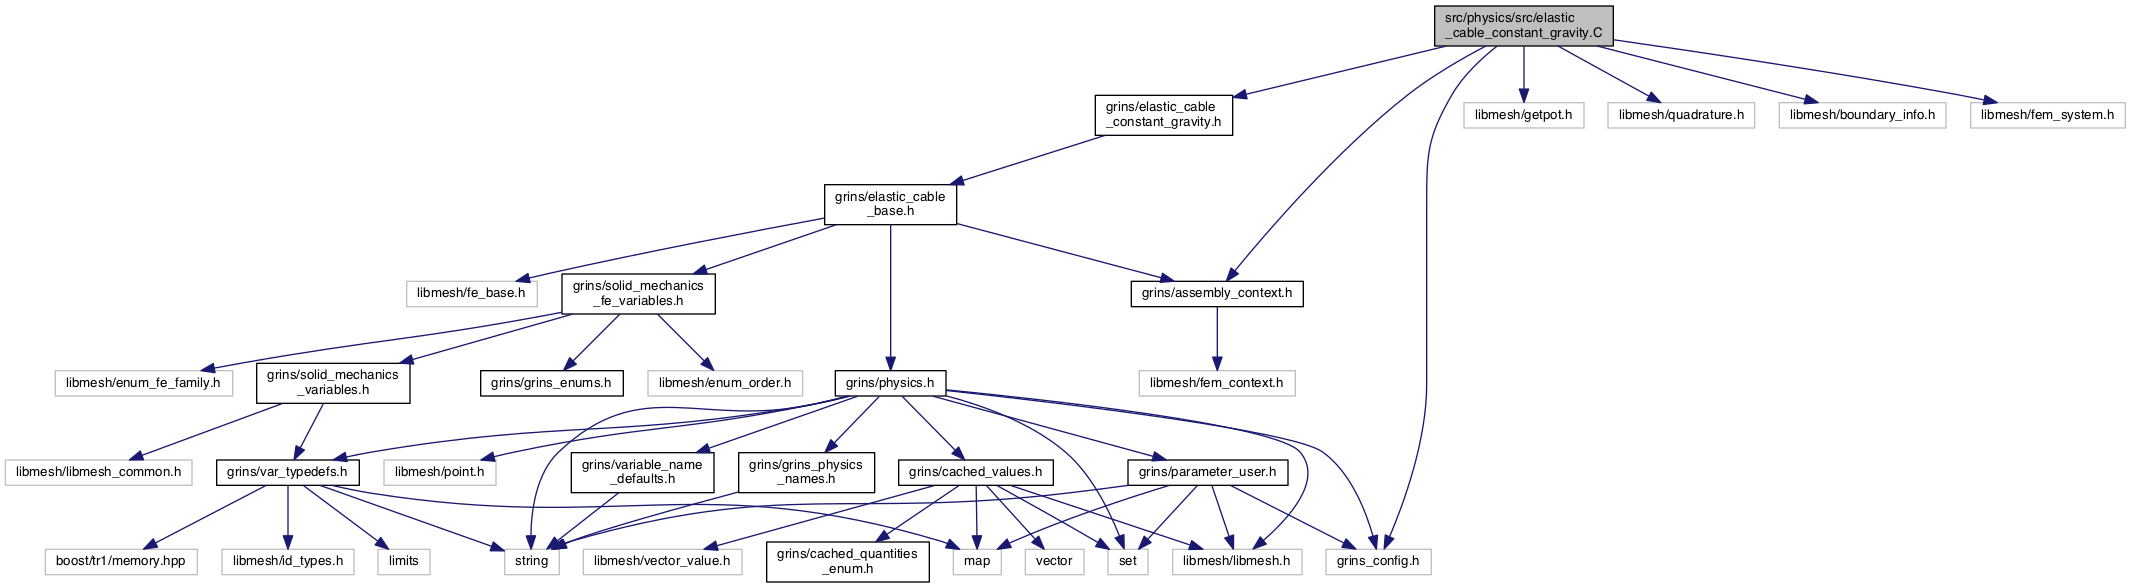 src/physics/src/elastic
_cable_constant_gravity.C
grins/elastic_cable
_constant_gravity.h
libmesh/getpot.h
libmesh/quadrature.h
libmesh/boundary_info.h
libmesh/fem_system.h
grins/elastic_cable
_base.h
libmesh/fe_base.h
grins/solid_mechanics
_fe_variables.h
grins/assembly_context.h
libmesh/enum_fe_family.h
grins/solid_mechanics
_variables.h
grins/grins_enums.h
libmesh/enum_order.h
grins/physics.h
libmesh/fem_context.h
libmesh/libmesh_common.h
grins/var_typedefs.h
libmesh/point.h
grins/variable_name
_defaults.h
grins/grins_physics
_names.h
grins/cached_values.h
grins/parameter_user.h
boost/tr1/memory.hpp
libmesh/id_types.h
limits
string
libmesh/vector_value.h
grins/cached_quantities
_enum.h
map
vector
set
libmesh/libmesh.h
grins_config.h